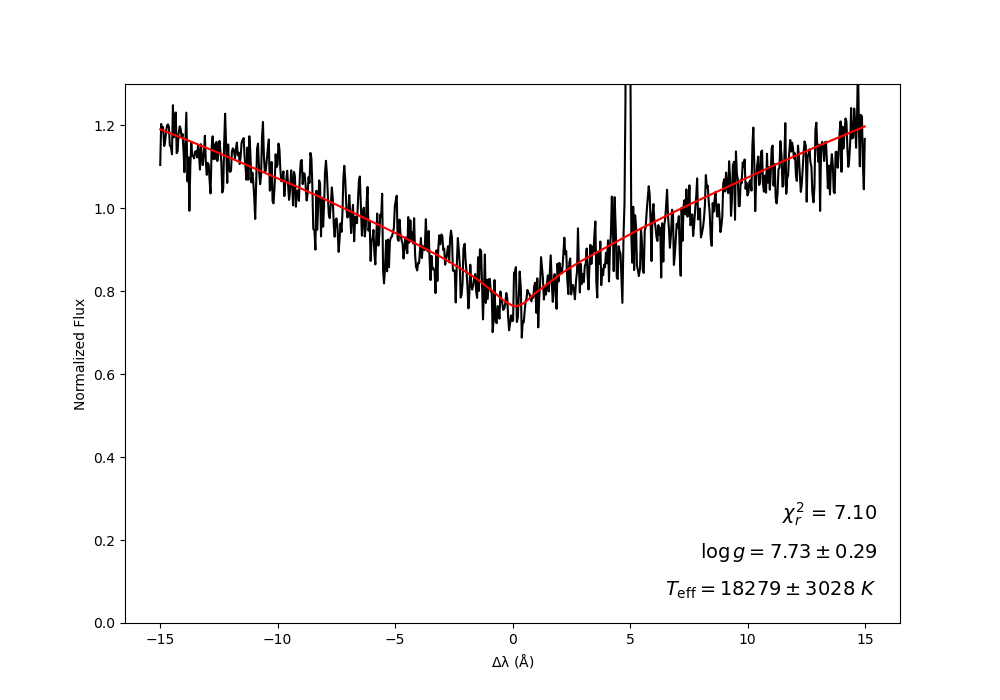 1.2
1.0
0.8
0.6
0.4
0.2
0.0
Normalized Flux
χ²ᵣ = 7.10
log g = 7.73 ± 0.29
T_eff = 18279 ± 3028 K
−15 −10 −5 0 5 10 15
Δλ (Å)